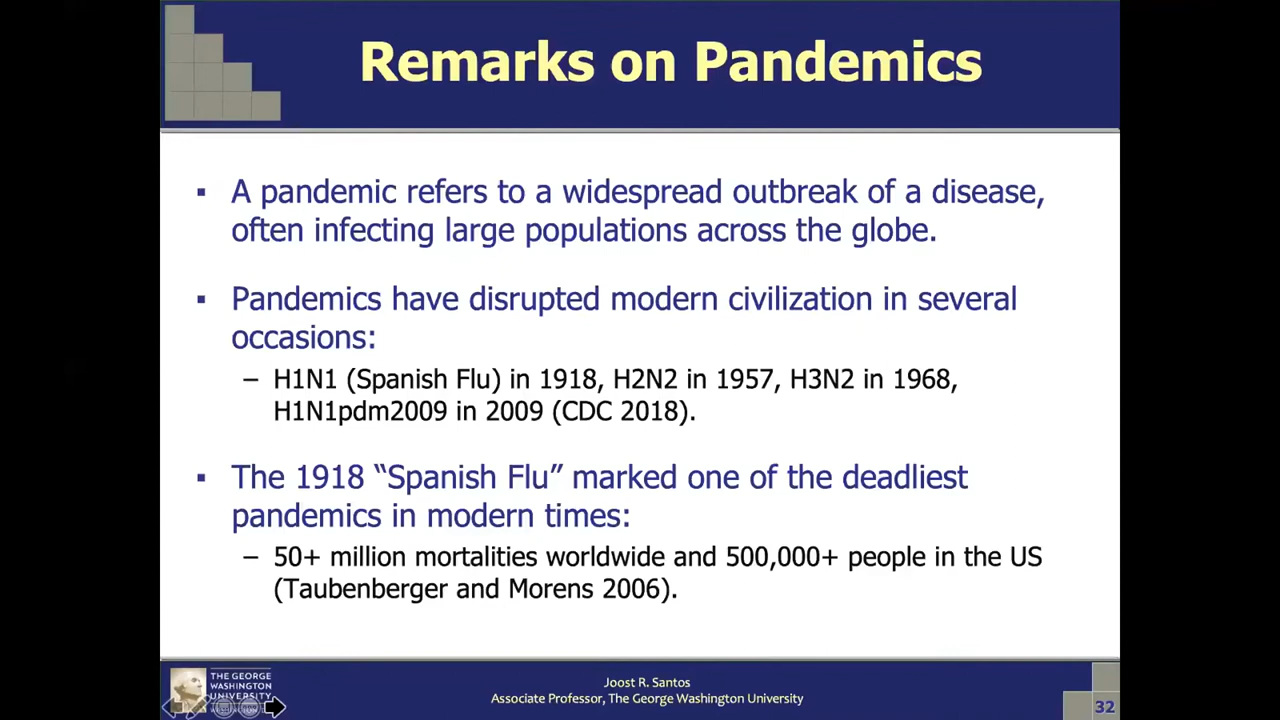 Remarks on Pandemics
▪ A pandemic refers to a widespread outbreak of a disease,
often infecting large populations across the globe.
▪ Pandemics have disrupted modern civilization in several
occasions:
– H1N1 (Spanish Flu) in 1918, H2N2 in 1957, H3N2 in 1968,
H1N1pdm2009 in 2009 (CDC 2018).
▪ The 1918 “Spanish Flu” marked one of the deadliest
pandemics in modern times:
– 50+ million mortalities worldwide and 500,000+ people in the US
(Taubenberger and Morens 2006).
THE GEORGE
WASHINGTON
UNIVERSITY
Joost R. Santos
Associate Professor, The George Washington University
32